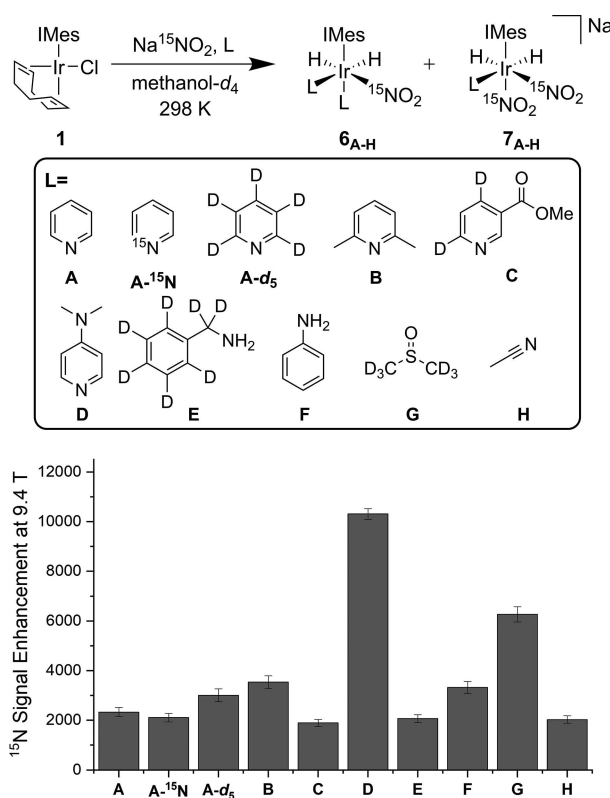 IMes
Ir
Cl
1
Na¹⁵NO₂, L
methanol-d₄
298 K
IMes
H
H
Ir
L
L
¹⁵NO₂
6A-H
+
IMes
H
H
Ir
L
¹⁵NO₂
¹⁵NO₂
Na
7A-H
L=
N
A
¹⁵N
A-¹⁵N
D
D
D
D
N
D
A-d₅
N
B
D
O
OMe
D
N
C
N
N
D
D D
D
D
NH₂
D
D
D
E
NH₂
F
O
S
D₃C
CD₃
G
N
H
¹⁵N Signal Enhancement at 9.4 T
12000
10000
8000
6000
4000
2000
0
A A-¹⁵N A-d₅ B C D E F G H